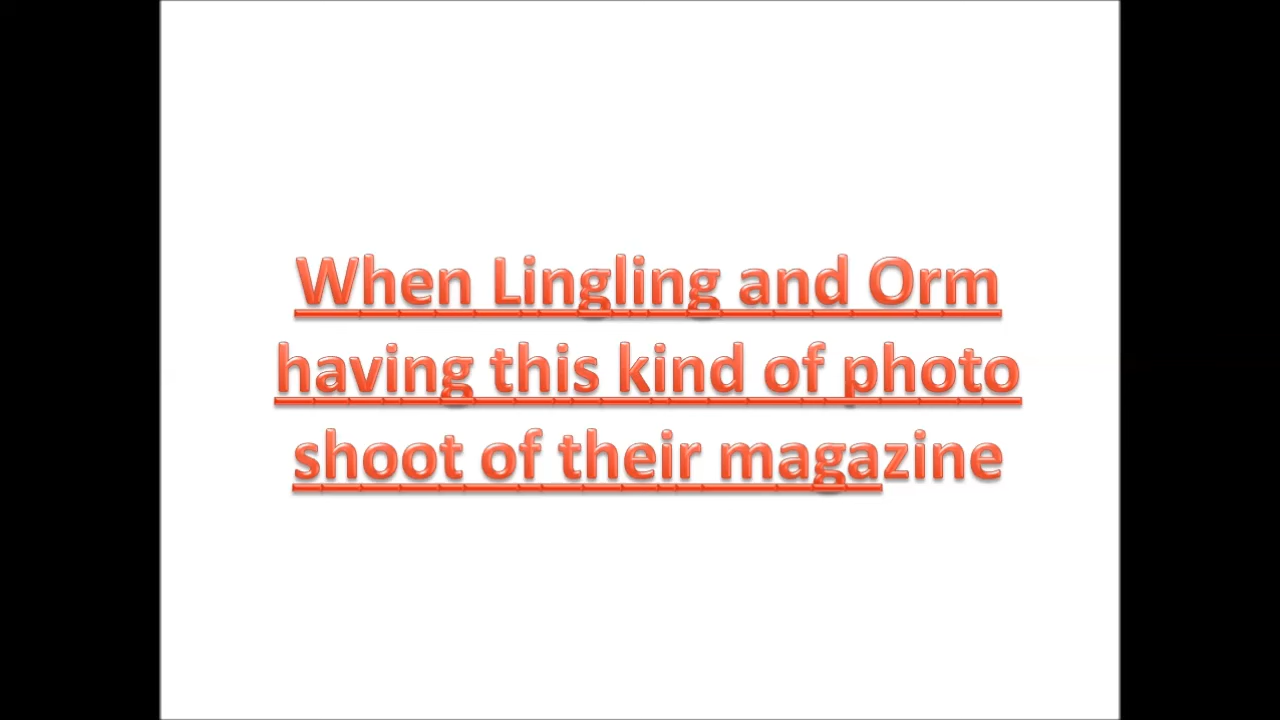 When Lingling and Orm
having this kind of photo
shoot of their magazine